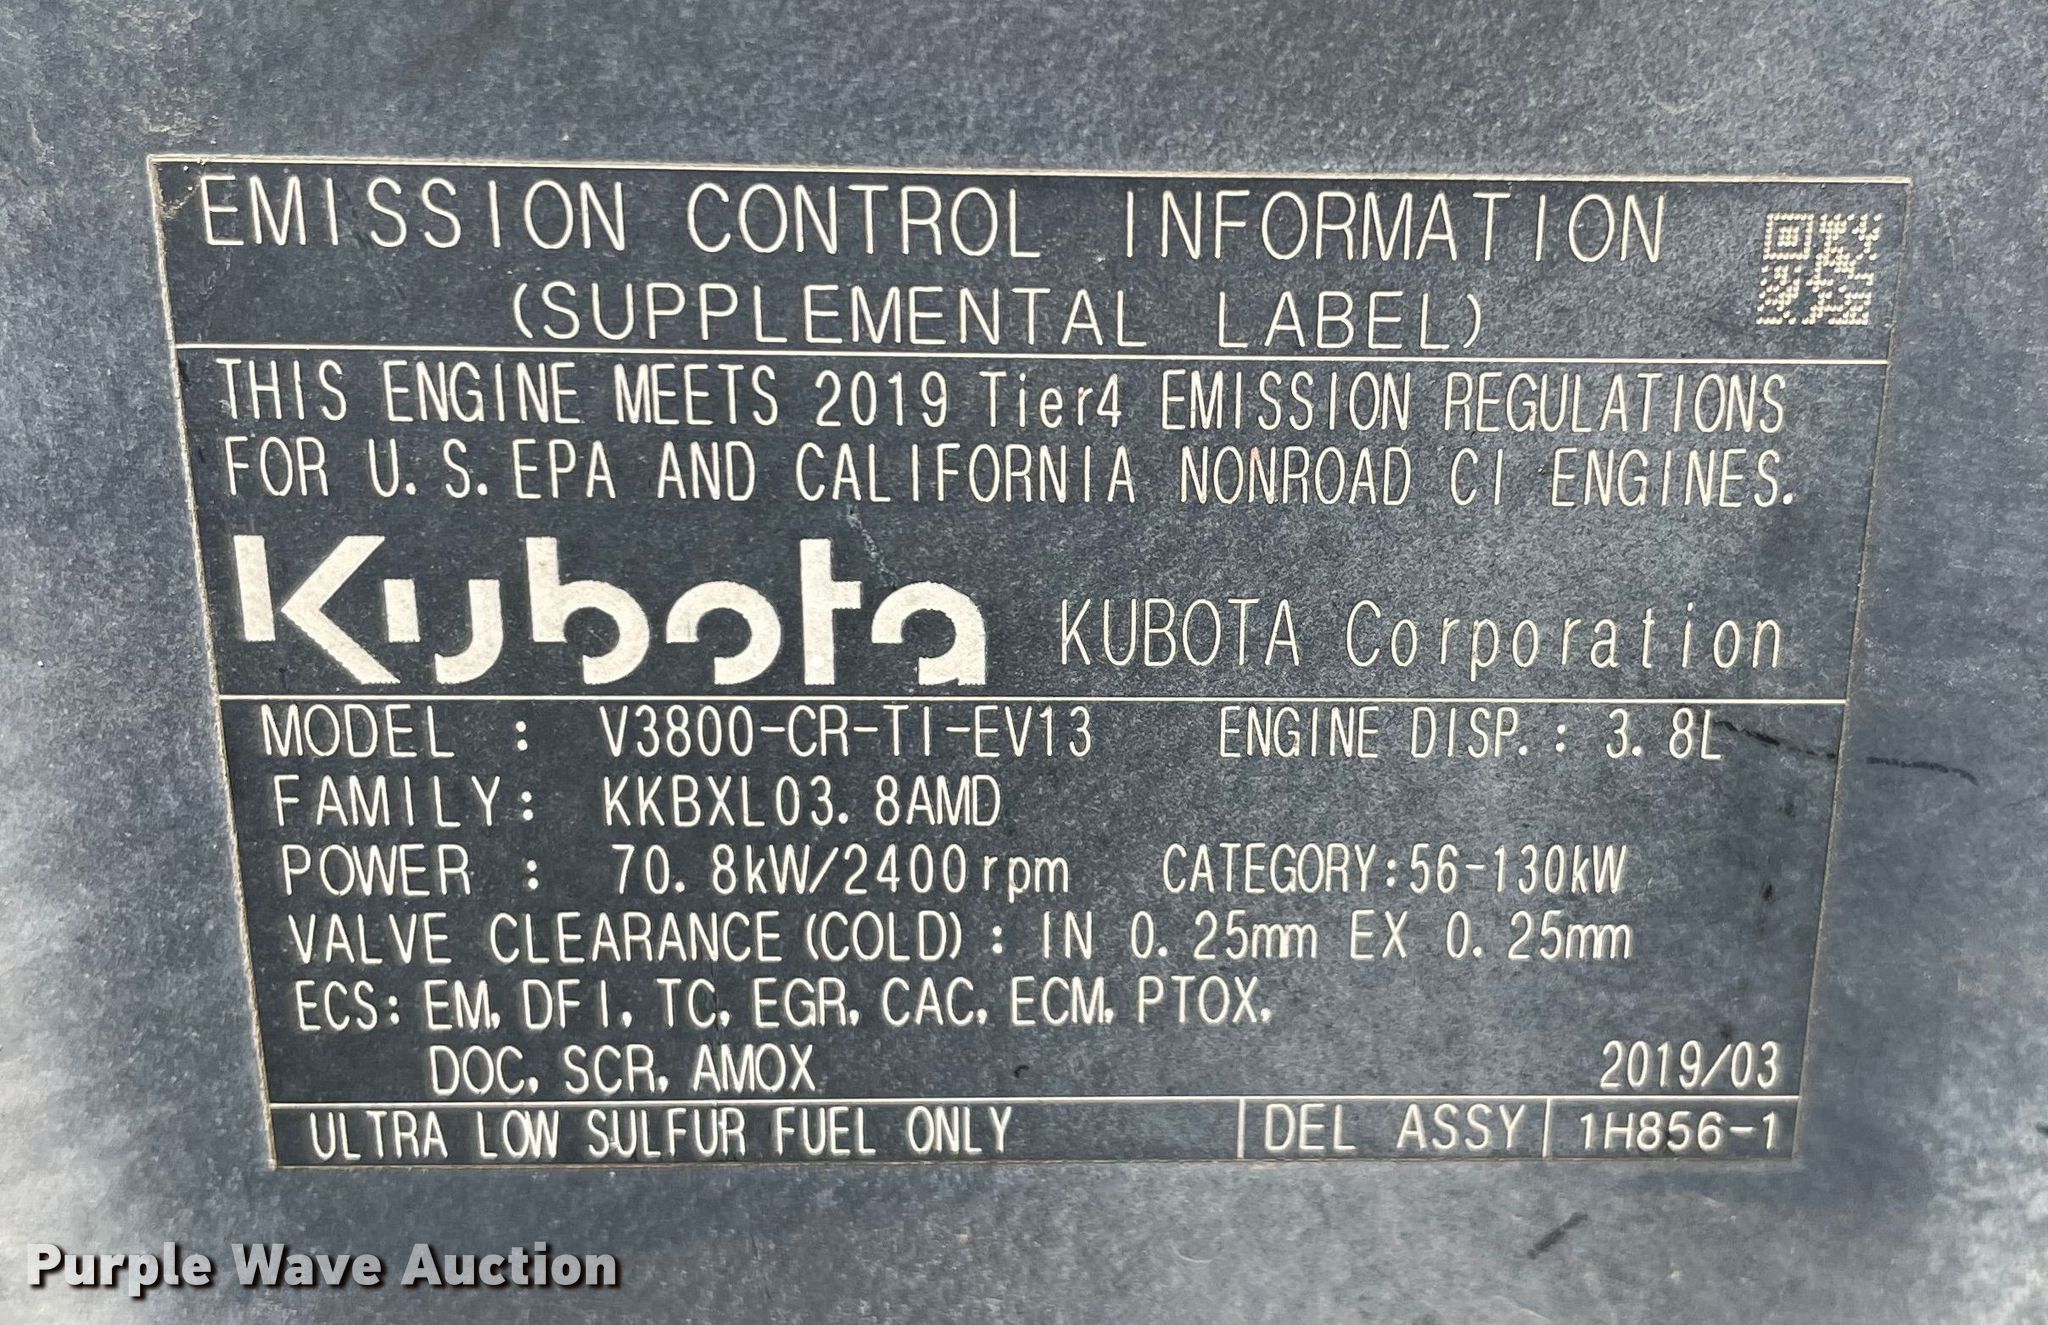 EMISSION CONTROL INFORMATION
(SUPPLEMENTAL LABEL)
THIS ENGINE MEETS 2019 Tier4 EMISSION REGULATIONS
FOR U.S.EPA AND CALIFORNIA NONROAD CI ENGINES.
Kubota KUBOTA Corporation
MODEL : V3800-CR-TI-EV13 ENGINE DISP.: 3.8L
FAMILY: KKBXL03.8AMD
POWER : 70.8kW/2400rpm CATEGORY:56-130kW
VALVE CLEARANCE(COLD): IN 0.25mm EX 0.25mm
ECS: EM, DFI, TC, EGR, CAC, ECM, PTOX,
DOC, SCR, AMOX 2019/03
ULTRA LOW SULFUR FUEL ONLY DEL ASSY 1H856-1
Purple Wave Auction